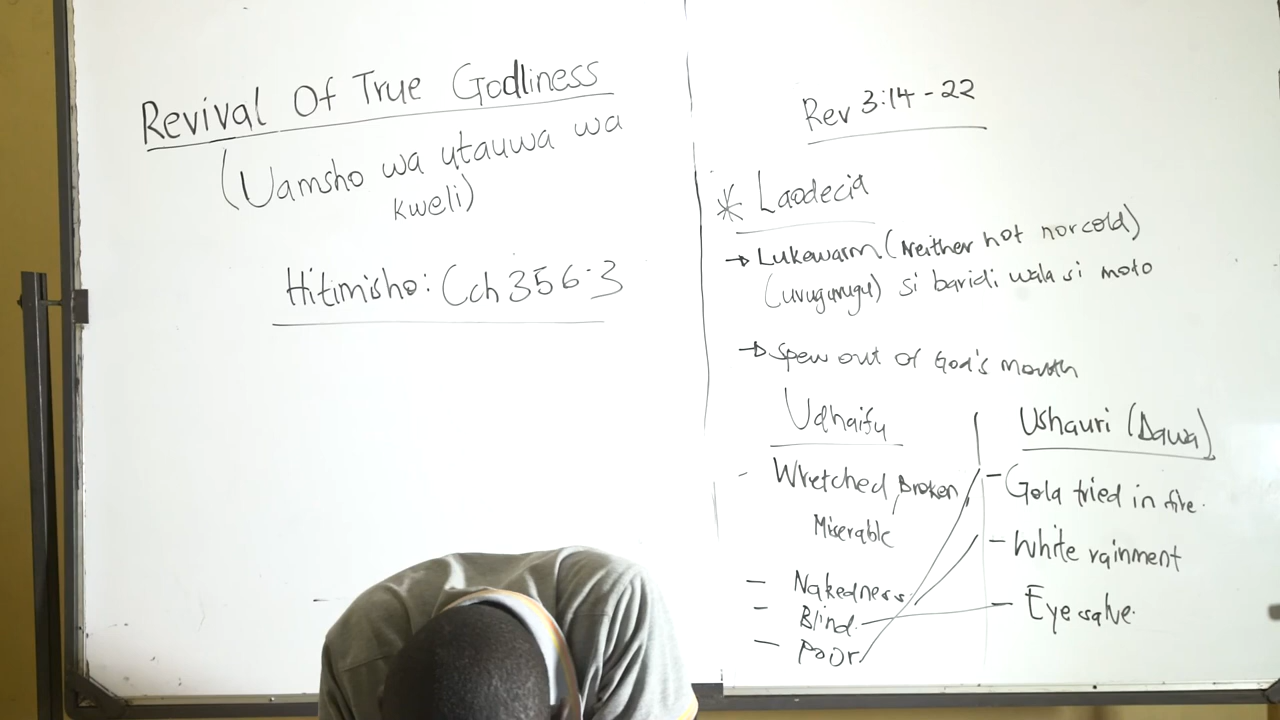 Revival Of True Godliness
(Uamsho wa utauwa wa
kweli)
Hitimisho: Cch 356.3
Rev 3:14-22
* Laodecia
→ Lukewarm (Neither hot nor cold)
(uvuguvugu) si baridi, wala si moto
→ Spew out of God's mouth
Udhaifu
- Wretched, Broken
Miserable
- Nakedness
- Blind
- Poor
Ushauri (Dawa)
- Gold tried in fire.
- White rainment
- Eye salve.